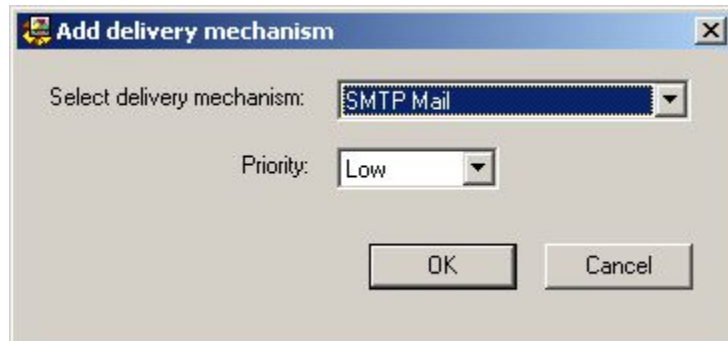 Add delivery mechanism
Select delivery mechanism: SMTP Mail
Priority: Low
OK Cancel